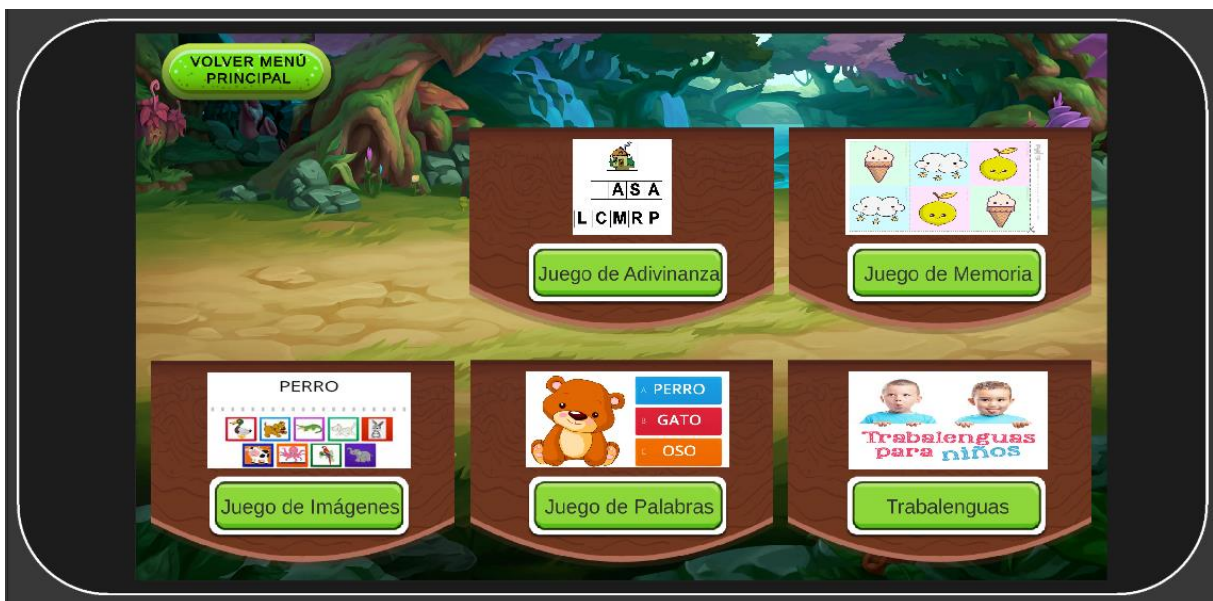 VOLVER MENÚ
PRINCIPAL
ASA
LCMRP
Juego de Adivinanza
Juego de Memoria
PERRO
Juego de Imágenes
A PERRO
B GATO
C OSO
Juego de Palabras
Trabalenguas
para niños
Trabalenguas